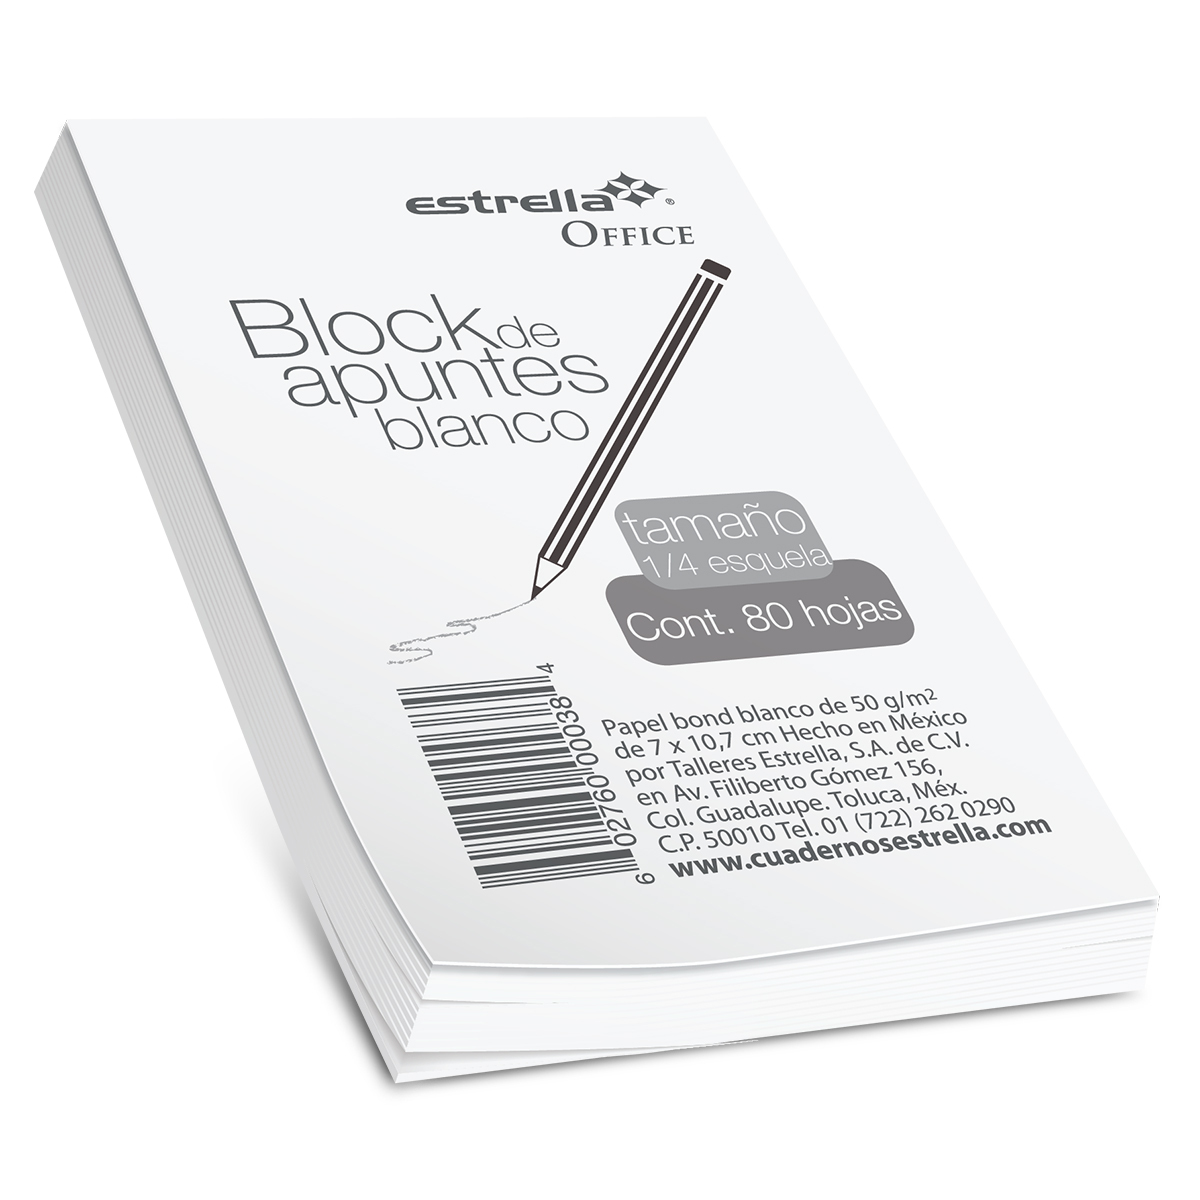 estrella®
OFFICE
Block de
apuntes
blanco
tamaño
1/4 esquela
Cont. 80 hojas
6 02760 00038 4
Papel bond blanco de 50 g/m²
de 7 x 10,7 cm Hecho en México
por Talleres Estrella, S.A. de C.V.
en Av. Filiberto Gómez 156,
Col. Guadalupe. Toluca, Méx.
C.P. 50010 Tel. 01 (722) 262 0290
www.cuadernosestrella.com